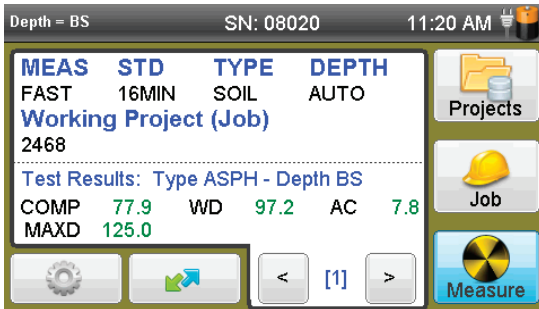 Depth = BS SN: 08020 11:20 AM
MEAS STD TYPE DEPTH
FAST 16MIN SOIL AUTO
Working Project (Job)
2468
Test Results: Type ASPH - Depth BS
COMP 77.9 WD 97.2 AC 7.8
MAXD 125.0
Projects
Job
< [1] >
Measure